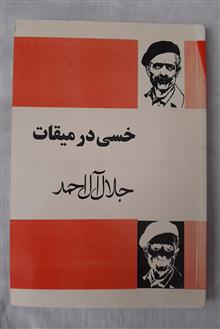 خسی در میقات
جلال آل احمد